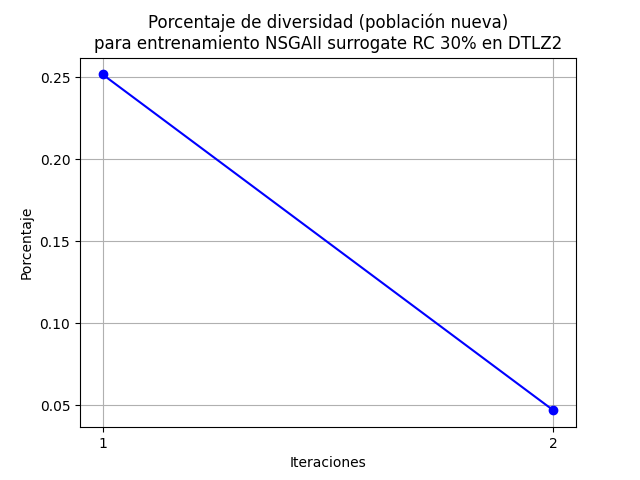 Porcentaje de diversidad (población nueva)
para entrenamiento NSGAII surrogate RC 30% en DTLZ2
0.25
0.20
0.15
0.10
0.05
Porcentaje
1
2
Iteraciones